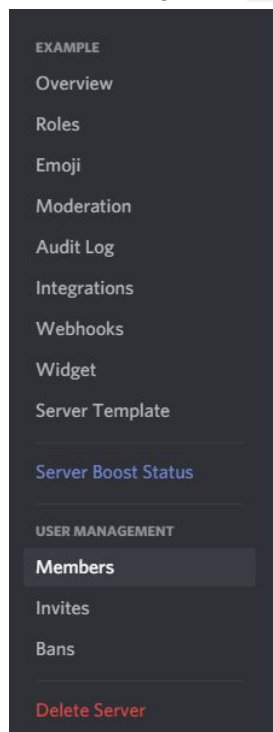 EXAMPLE
Overview
Roles
Emoji
Moderation
Audit Log
Integrations
Webhooks
Widget
Server Template
Server Boost Status
USER MANAGEMENT
Members
Invites
Bans
Delete Server